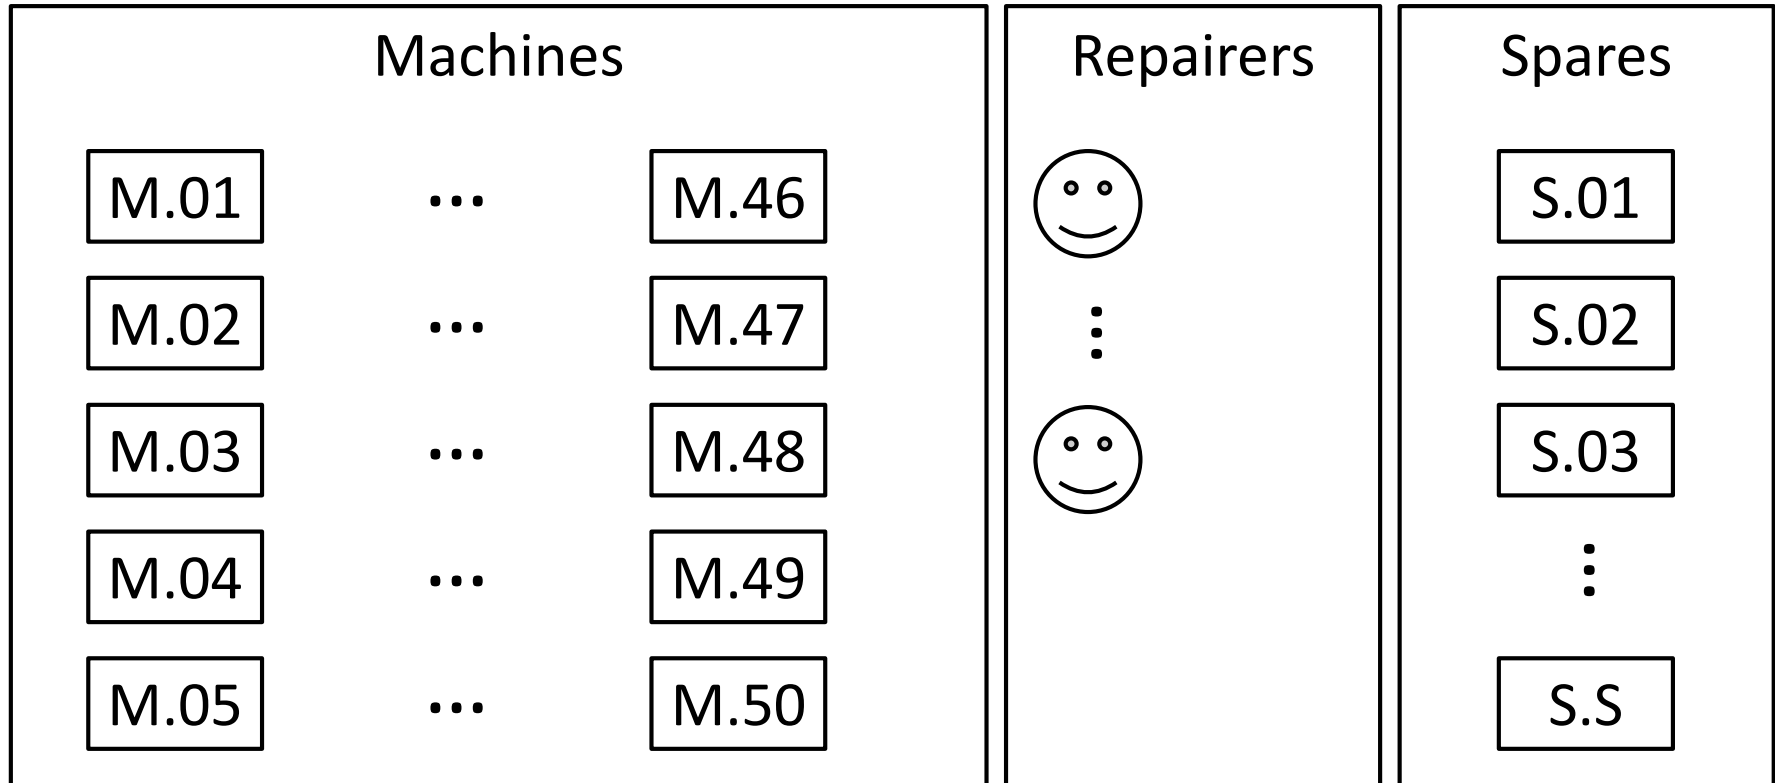 Machines Repairers Spares
M.01 ... M.46 S.01
M.02 ... M.47 S.02
M.03 ... M.48 S.03
M.04 ... M.49
M.05 ... M.50 S.S